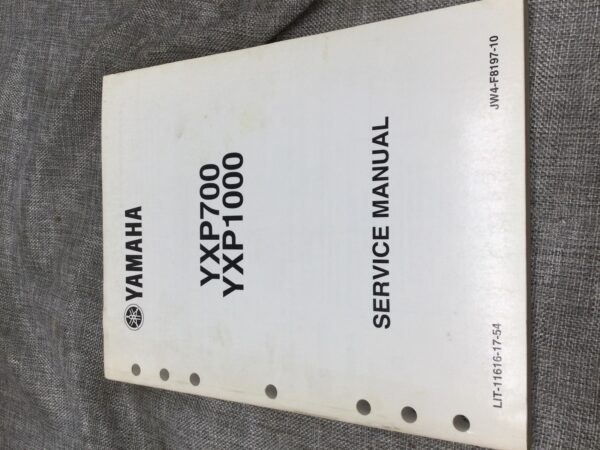 YAMAHA
YXP700
YXP1000
SERVICE MANUAL
LIT-11616-17-54
JW4-F8197-10